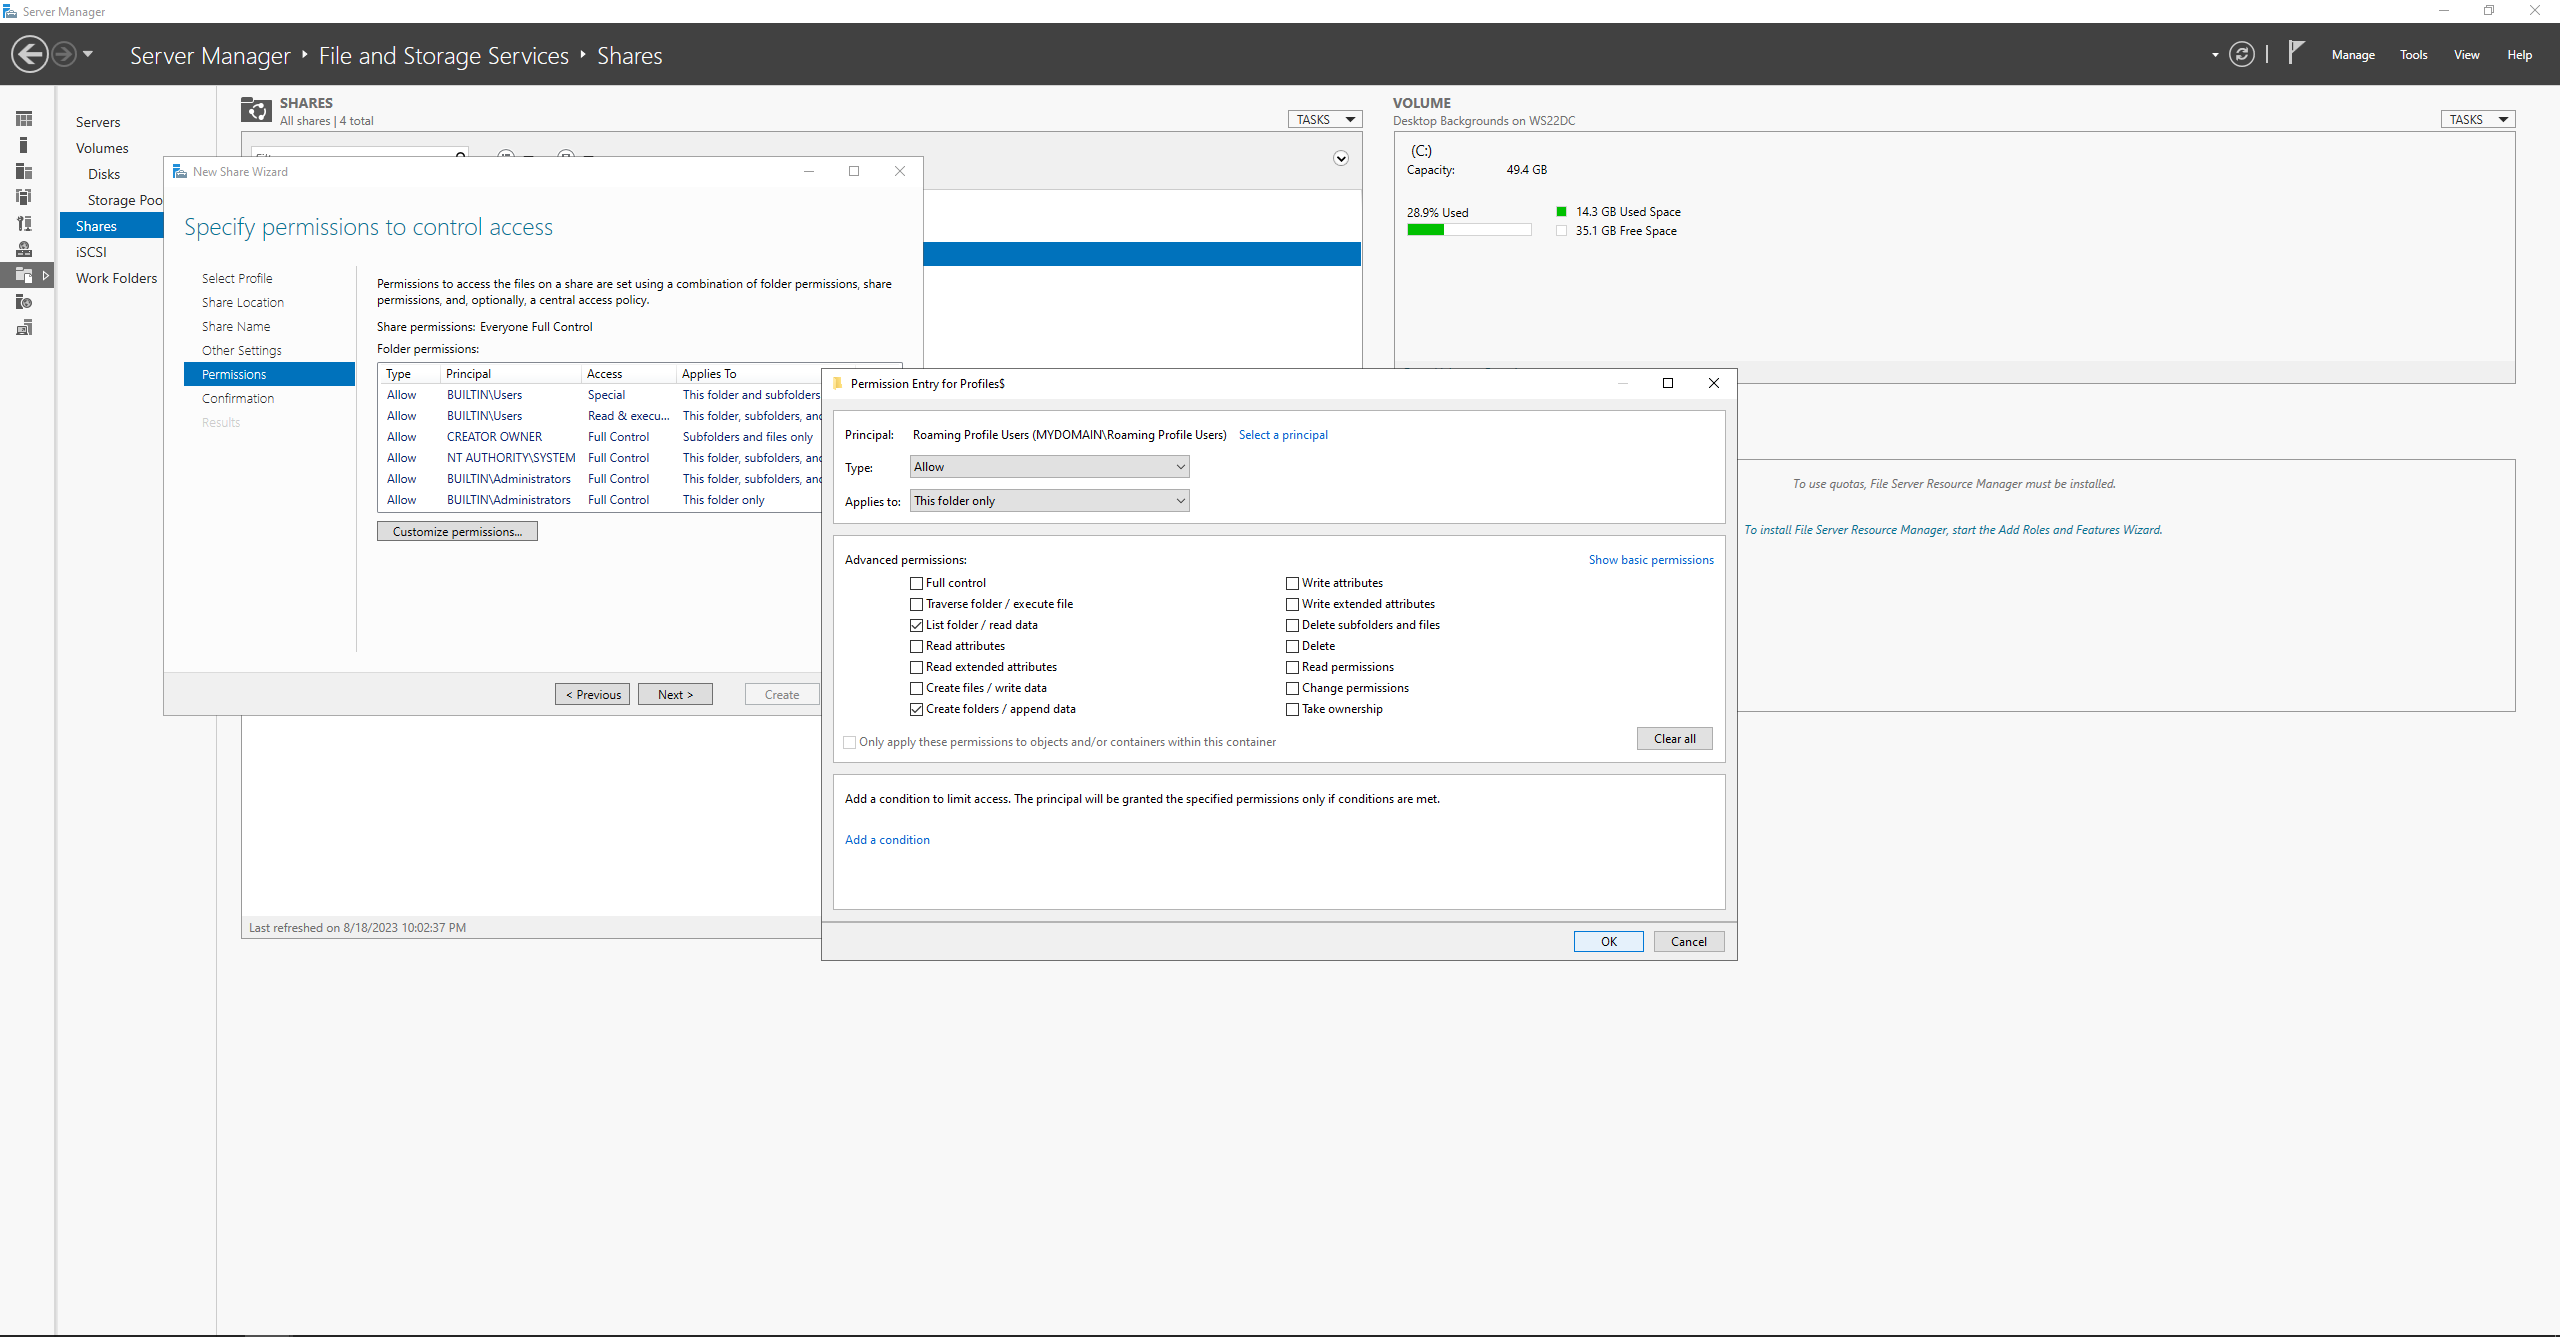 Server Manager
Server Manager ‣ File and Storage Services ‣ Shares
Manage Tools View Help
Servers
Volumes
Disks
Storage Poo
Shares
iSCSI
Work Folders
SHARES
All shares | 4 total
TASKS
VOLUME
Desktop Backgrounds on WS22DC
TASKS
(C:)
Capacity: 49.4 GB
28.9% Used
14.3 GB Used Space
35.1 GB Free Space
To use quotas, File Server Resource Manager must be installed.
To install File Server Resource Manager, start the Add Roles and Features Wizard.
Last refreshed on 8/18/2023 10:02:37 PM
New Share Wizard
Specify permissions to control access
Select Profile
Share Location
Share Name
Other Settings
Permissions
Confirmation
Results
Permissions to access the files on a share are set using a combination of folder permissions, share
permissions, and, optionally, a central access policy.
Share permissions: Everyone Full Control
Folder permissions:
Type Principal Access Applies To
Allow BUILTIN\Users Special This folder and subfolders
Allow BUILTIN\Users Read & execu... This folder, subfolders, and
Allow CREATOR OWNER Full Control Subfolders and files only
Allow NT AUTHORITY\SYSTEM Full Control This folder, subfolders, and
Allow BUILTIN\Administrators Full Control This folder, subfolders, and
Allow BUILTIN\Administrators Full Control This folder only
Customize permissions...
< Previous Next > Create
Permission Entry for Profiles$
Principal: Roaming Profile Users (MYDOMAIN\Roaming Profile Users) Select a principal
Type: Allow
Applies to: This folder only
Advanced permissions: Show basic permissions
Full control
Traverse folder / execute file
List folder / read data
Read attributes
Read extended attributes
Create files / write data
Create folders / append data
Write attributes
Write extended attributes
Delete subfolders and files
Delete
Read permissions
Change permissions
Take ownership
Only apply these permissions to objects and/or containers within this container
Clear all
Add a condition to limit access. The principal will be granted the specified permissions only if conditions are met.
Add a condition
OK Cancel